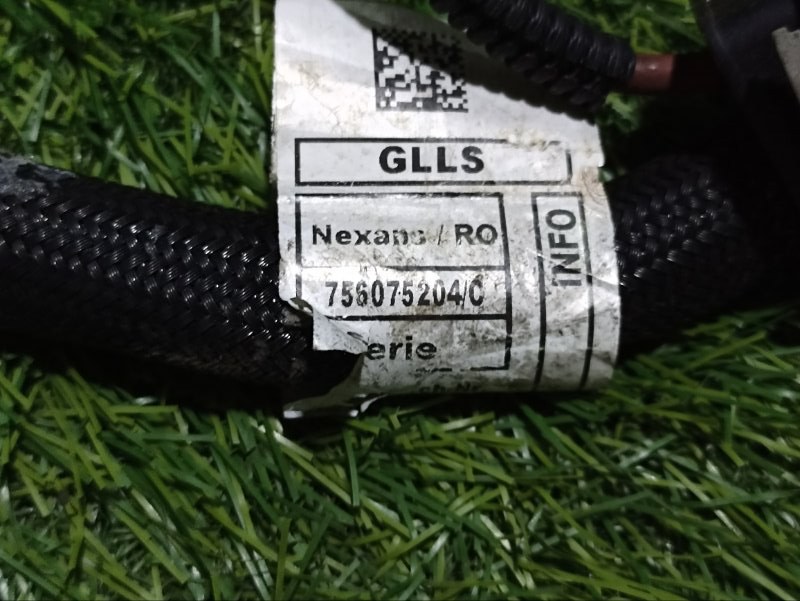 GLLS
Nexans / RO
756075204/C
erie
INFO